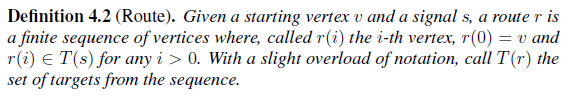 Definition 4.2 (Route). Given a starting vertex v and a signal s, a route r is
a finite sequence of vertices where, called r(i) the i-th vertex, r(0) = v and
r(i) ∈ T(s) for any i > 0. With a slight overload of notation, call T(r) the
set of targets from the sequence.